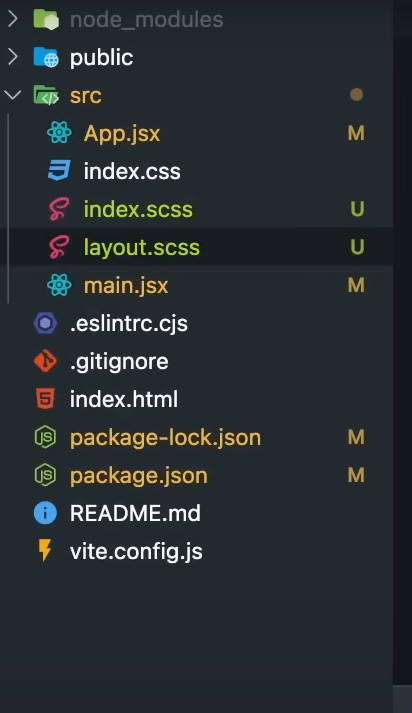 node_modules
public
src
App.jsx M
index.css
index.scss U
layout.scss U
main.jsx M
.eslintrc.cjs
.gitignore
index.html
package-lock.json M
package.json M
README.md
vite.config.js